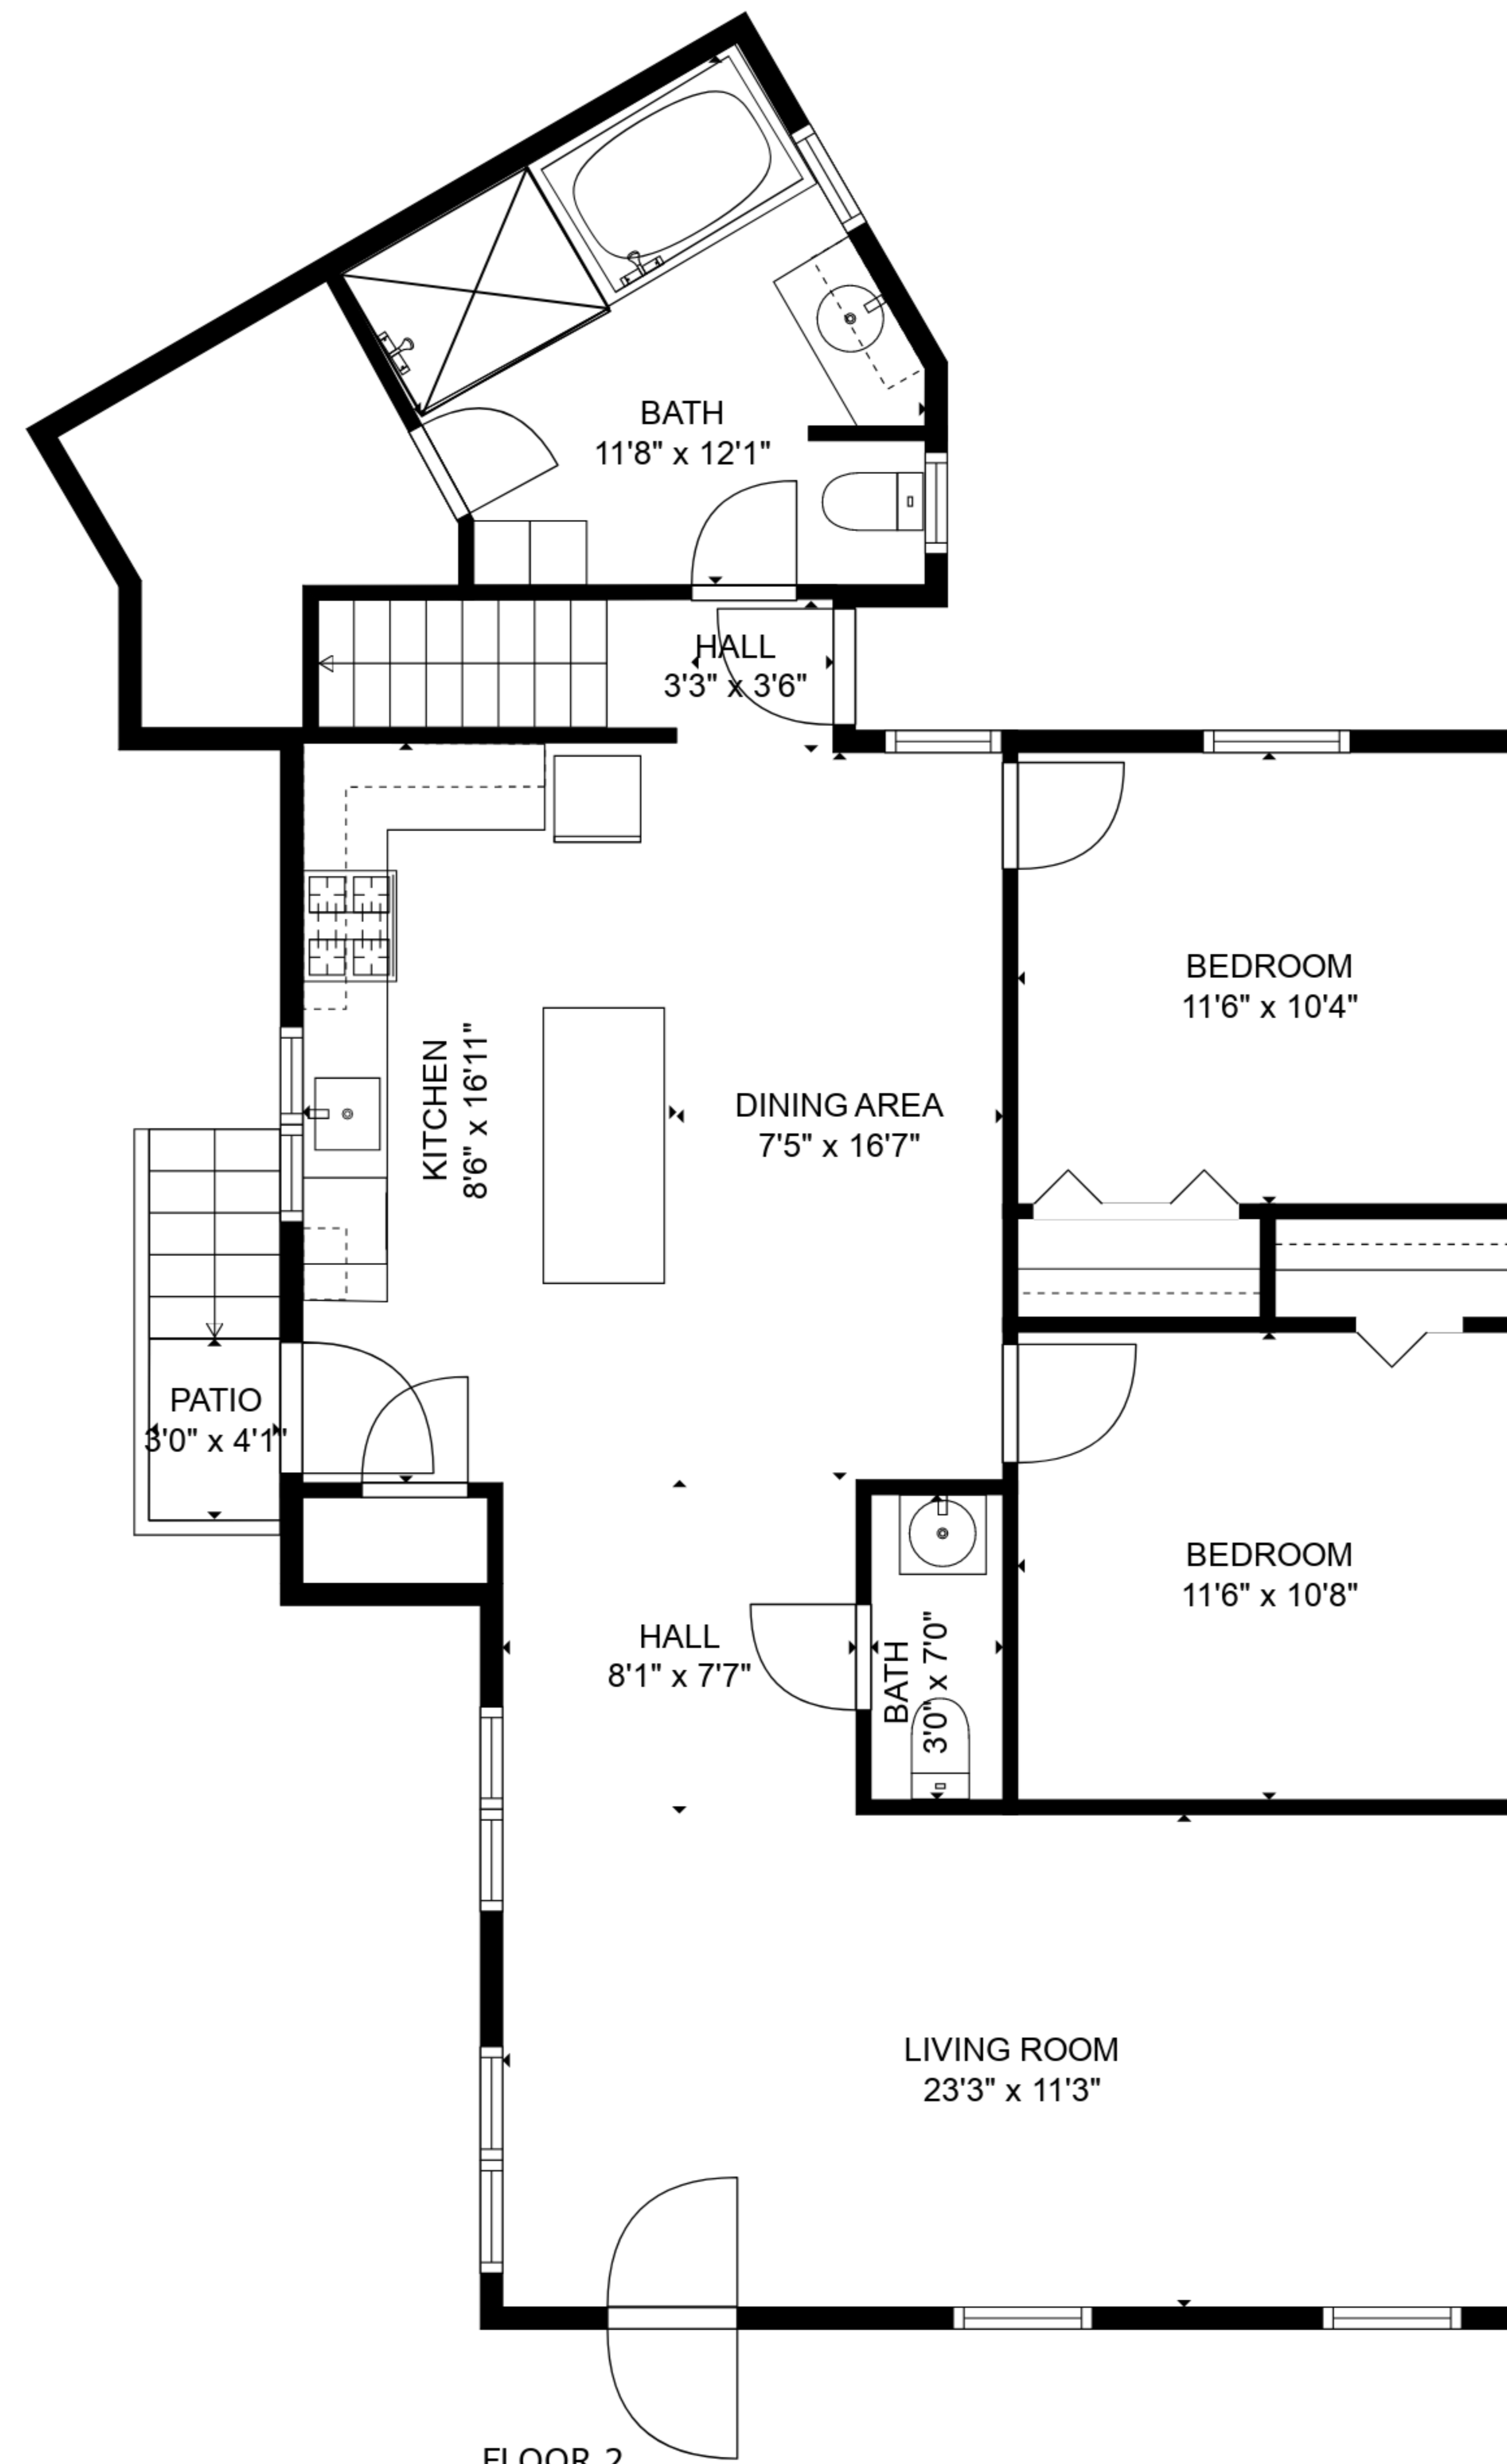 BATH
11'8" x 12'1"
HALL
3'3" x 3'6"
BEDROOM
11'6" x 10'4"
KITCHEN
8'6" x 16'11"
DINING AREA
7'5" x 16'7"
PATIO
3'0" x 4'1"
BEDROOM
11'6" x 10'8"
HALL
8'1" x 7'7"
BATH
3'0" x 7'0"
LIVING ROOM
23'3" x 11'3"
FLOOR 2